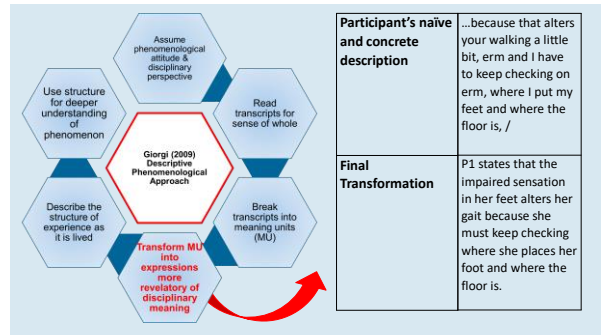 Assume
phenomenological
attitude &
disciplinary
perspective
Read
transcripts for
sense of whole
Break
transcripts into
meaning units
(MU)
Transform MU
into
expressions
more
revelatory of
disciplinary
meaning
Describe the
structure of
experience as
it is lived
Use structure
for deeper
understanding
of
phenomenon
Giorgi (2009)
Descriptive
Phenomenological
Approach
Participant's naïve
and concrete
description
…because that alters
your walking a little
bit, erm and I have
to keep checking on
erm, where I put my
feet and where the
floor is, /
Final
Transformation
P1 states that the
impaired sensation
in her feet alters her
gait because she
must keep checking
where she places her
foot and where the
floor is.